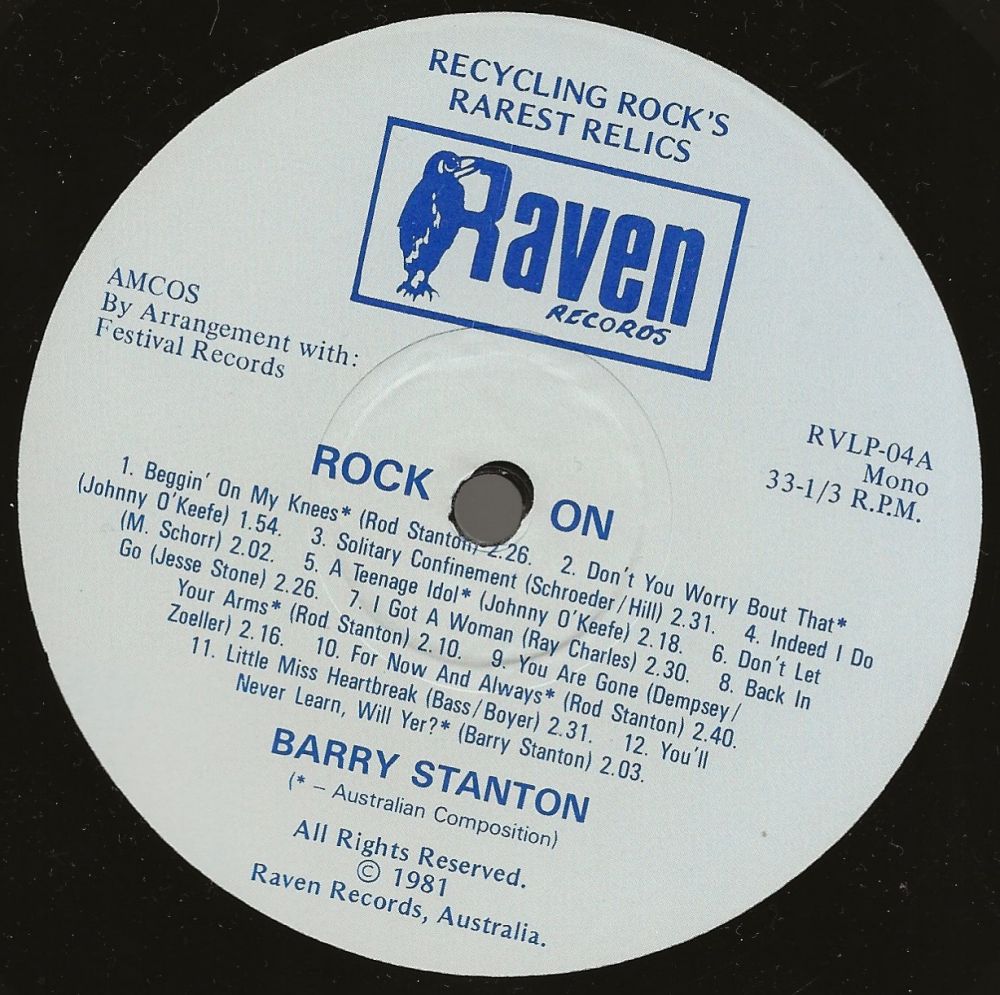 RECYCLING ROCK'S
RAREST RELICS
Raven
RECORDS
AMCOS
By Arrangement with:
Festival Records
RVLP-04A
Mono
33-1/3 R.P.M.
ROCK ON
1. Beggin' On My Knees* (Rod Stanton) 2.26. 2. Don't You Worry Bout That*
(Johnny O'Keefe) 1.54. 3. Solitary Confinement (Schroeder/Hill) 2.31. 4. Indeed I Do
(M. Schorr) 2.02. 5. A Teenage Idol* (Johnny O'Keefe) 2.18. 6. Don't Let
Go (Jesse Stone) 2.26. 7. I Got A Woman (Ray Charles) 2.30. 8. Back In
Your Arms* (Rod Stanton) 2.10. 9. You Are Gone (Dempsey/
Zoeller) 2.16. 10. For Now And Always* (Rod Stanton) 2.40.
11. Little Miss Heartbreak (Bass/Boyer) 2.31. 12. You'll
Never Learn, Will Yer?* (Barry Stanton) 2.03.
BARRY STANTON
(* – Australian Composition)
All Rights Reserved.
© 1981
Raven Records, Australia.